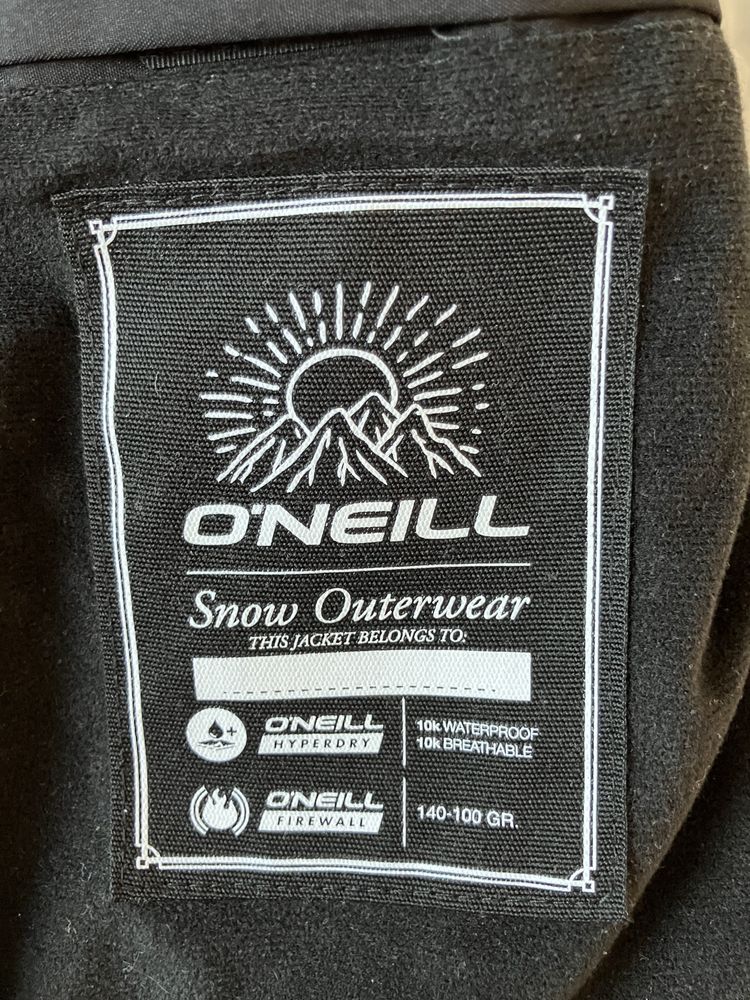 O'NEILL
Snow Outerwear
THIS JACKET BELONGS TO:
O'NEILL
HYPERDRY
10k WATERPROOF
10k BREATHABLE
O'NEILL
FIREWALL
140-100 GR.